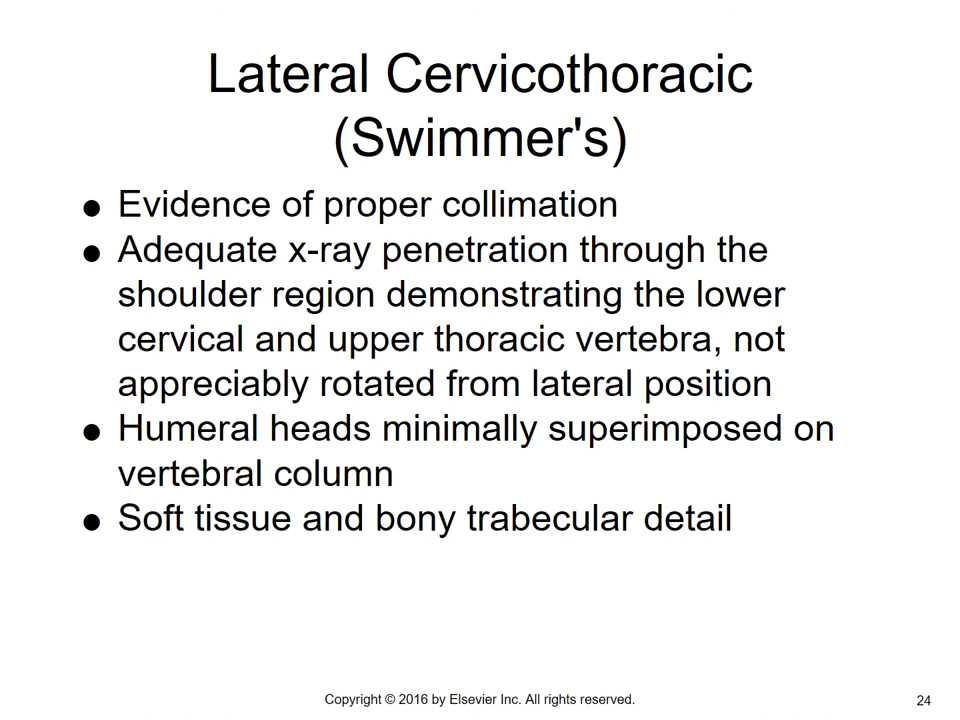 Lateral Cervicothoracic
(Swimmer's)
● Evidence of proper collimation
● Adequate x-ray penetration through the
shoulder region demonstrating the lower
cervical and upper thoracic vertebra, not
appreciably rotated from lateral position
● Humeral heads minimally superimposed on
vertebral column
● Soft tissue and bony trabecular detail
Copyright © 2016 by Elsevier Inc. All rights reserved.
24